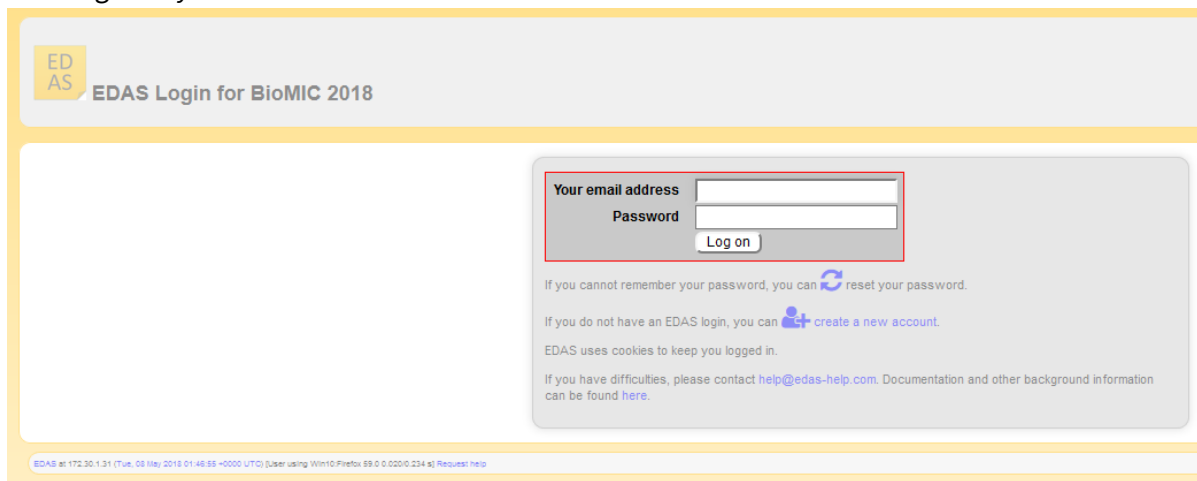 ED
AS
EDAS Login for BioMIC 2018
Your email address
Password
Log on
If you cannot remember your password, you can reset your password.
If you do not have an EDAS login, you can create a new account.
EDAS uses cookies to keep you logged in.
If you have difficulties, please contact help@edas-help.com. Documentation and other background information
can be found here.
EDAS at 172.30.1.31 (Tue, 08 May 2018 01:46:55 +0000 UTC) [User using Win10:Firefox 59.0 0.020/0.234 s] Request help